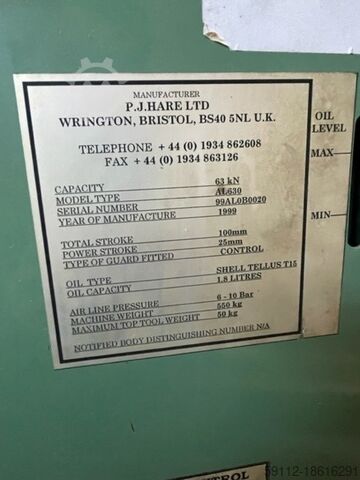 MANUFACTURER
P.J.HARE LTD
WRINGTON, BRISTOL, BS40 5NL U.K.
TELEPHONE + 44 (0) 1934 862608
FAX + 44 (0) 1934 863126
CAPACITY 63 kN
MODEL TYPE AL630
SERIAL NUMBER 99AL0B0020
YEAR OF MANUFACTURE 1999
TOTAL STROKE 100mm
POWER STROKE 25mm
TYPE OF GUARD FITTED CONTROL
OIL TYPE SHELL TELLUS T15
OIL CAPACITY 1.8 LITRES
AIR LINE PRESSURE 6 - 10 Bar
MACHINE WEIGHT 550 kg
MAXIMUM TOP TOOL WEIGHT 50 kg
NOTIFIED BODY DISTINGUISHING NUMBER N/A
OIL
LEVEL
MAX
MIN
CONTROL
59112-18616291